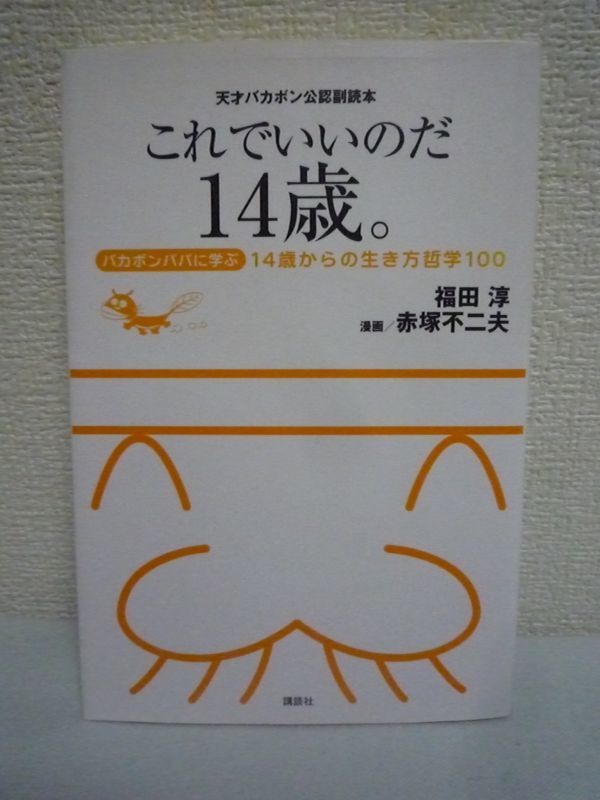 天才バカボン公認副読本
これでいいのだ
14歳。
バカボンパパに学ぶ 14歳からの生き方哲学100
福田 淳
漫画/赤塚不二夫
講談社